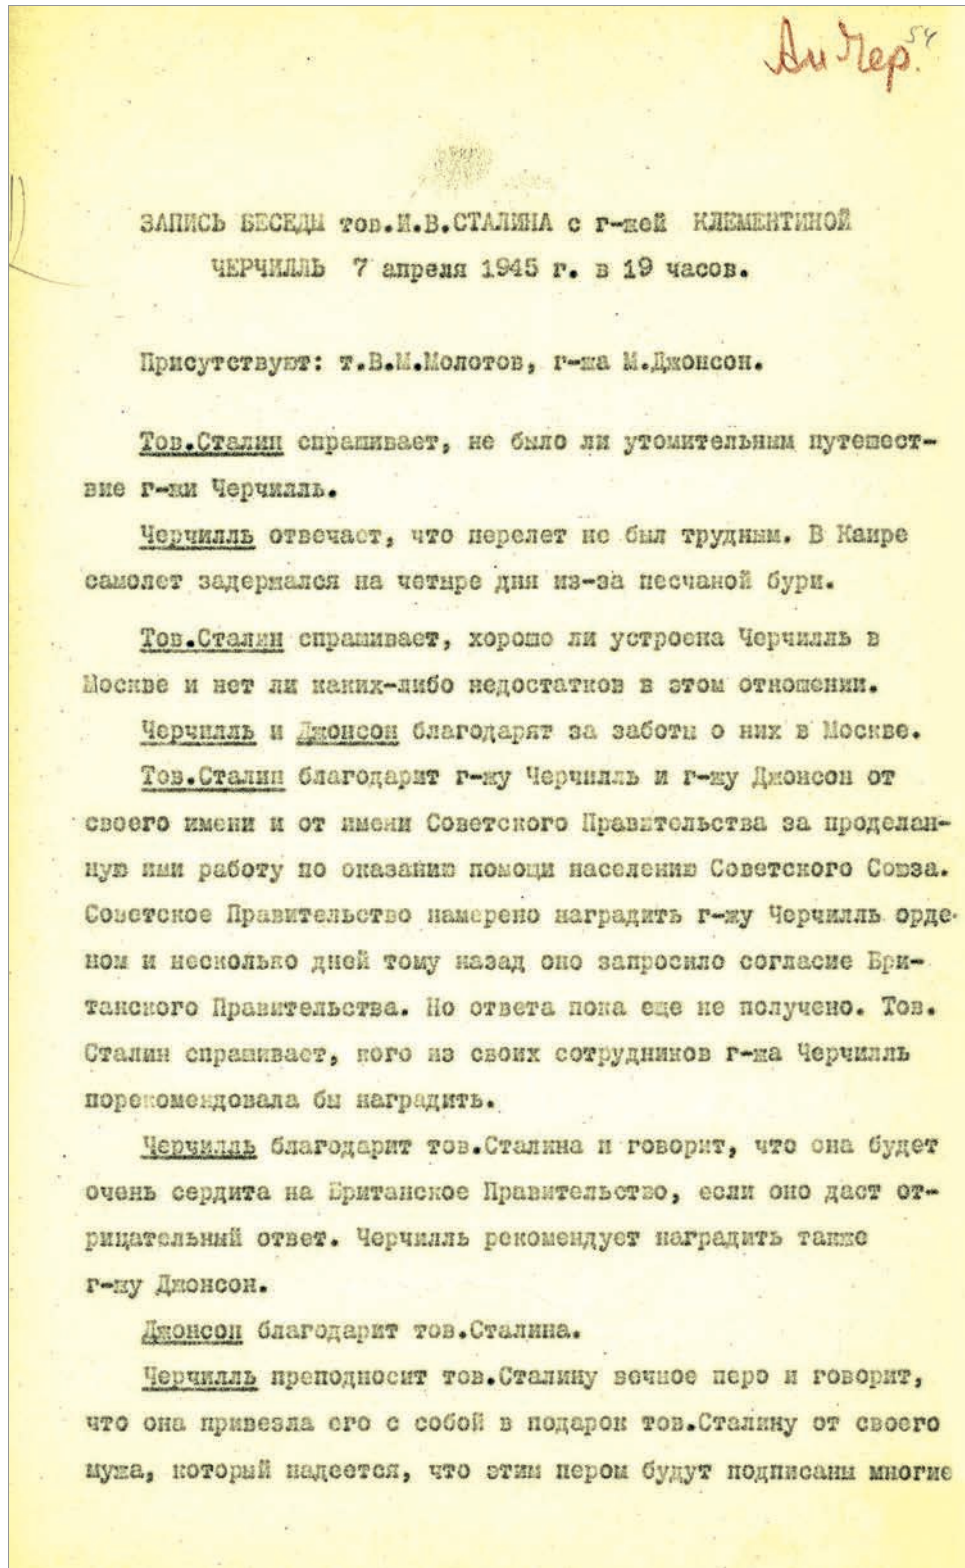 54
ЗАПИСЬ БЕСЕДЫ тов.И.В.СТАЛИНА с г-жей КЛЕМЕНТИНОЙ
ЧЕРЧИЛЛЬ 7 апреля 1945 г. в 19 часов.
Присутствуют: т.В.М.Молотов, г-жа М.Джонсон.
Тов.Сталин спрашивает, не было ли утомительным путешест-
вие г-жи Черчилль.
Черчилль отвечает, что перелет не был трудным. В Каире
самолет задержался на четыре дня из-за песчаной бури.
Тов.Сталин спрашивает, хорошо ли устроена Черчилль в
Москве и нет ли каких-либо недостатков в этом отношении.
Черчилль и Джонсон благодарят за заботы о них в Москве.
Тов.Сталин благодарит г-жу Черчилль и г-жу Джонсон от
своего имени и от имени Советского Правительства за проделан-
ную ими работу по оказанию помощи населению Советского Союза.
Советское Правительство намерено наградить г-жу Черчилль орде-
ном и несколько дней тому назад оно запросило согласие Бри-
танского Правительства. Но ответа пока еще не получено. Тов.
Сталин спрашивает, кого из своих сотрудников г-жа Черчилль
порекомендовала бы наградить.
Черчилль благодарит тов.Сталина и говорит, что она будет
очень сердита на Британское Правительство, если оно даст от-
рицательный ответ. Черчилль рекомендует наградить также
г-жу Джонсон.
Джонсон благодарит тов.Сталина.
Черчилль преподносит тов.Сталину вечное перо и говорит,
что она привезла его с собой в подарок тов.Сталину от своего
мужа, который надеется, что этим пером будут подписаны многие